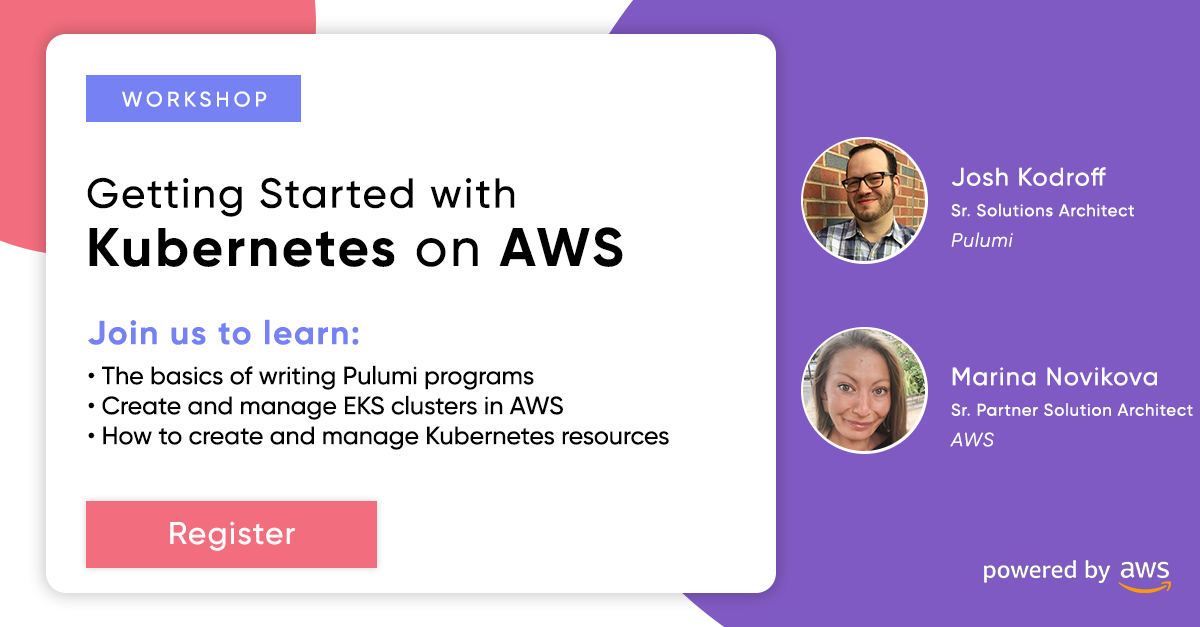 WORKSHOP
Getting Started with
Kubernetes on AWS
Join us to learn:
• The basics of writing Pulumi programs
• Create and manage EKS clusters in AWS
• How to create and manage Kubernetes resources
Register
Josh Kodroff
Sr. Solutions Architect
Pulumi
Marina Novikova
Sr. Partner Solution Architect
AWS
powered by aws